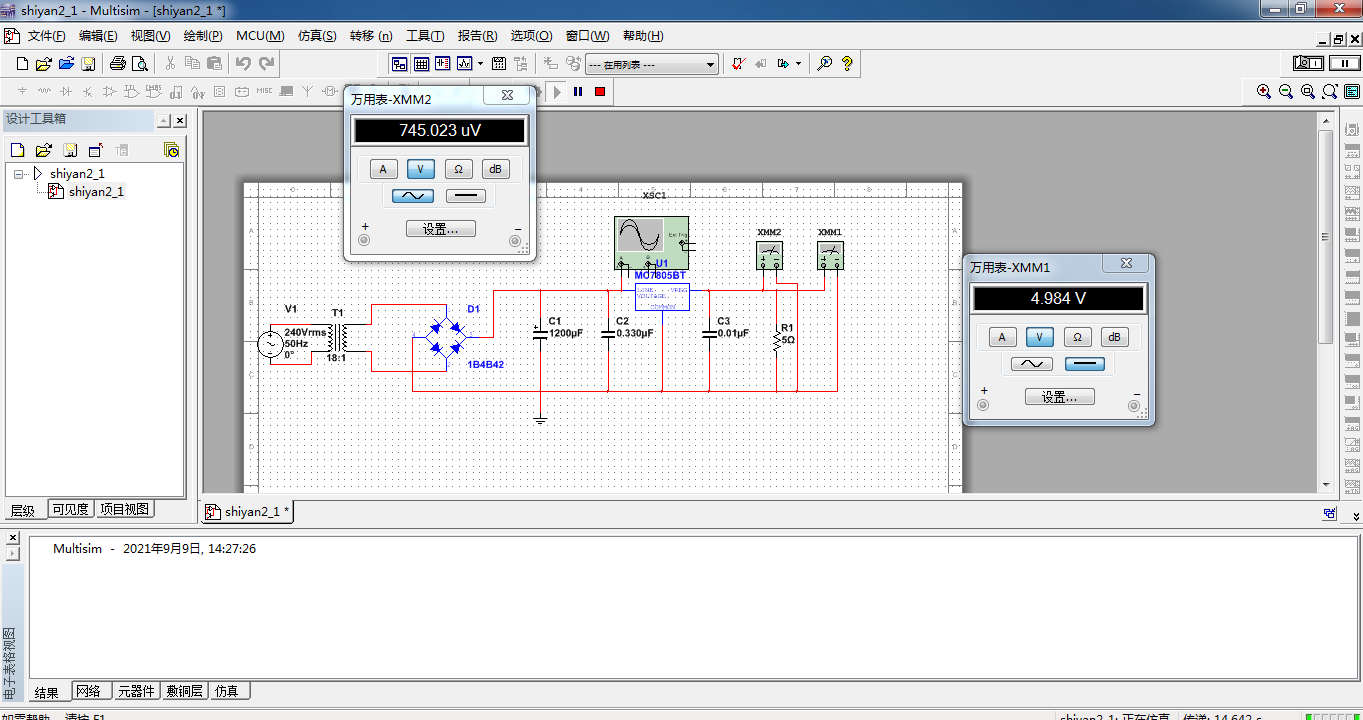 shiyan2_1 - Multisim - [shiyan2_1 *]
文件(F) 编辑(E) 视图(V) 绘制(P) MCU(M) 仿真(S) 转移 (n) 工具(T) 报告(R) 选项(O) 窗口(W) 帮助(H)
--- 在用列表 ---
MISC
设计工具箱
shiyan2_1
shiyan2_1
层级 可见度 项目视图
万用表-XMM2
745.023 uV
A V Ω dB
+ 设置... −
XSC1
Ext Trig
A B
U1
MC7805BT
LINE VREG
VOLTAGE
COMMON
XMM2 XMM1
V1
240Vrms
50Hz
0°
T1
18:1
D1
1B4B42
C1
1200µF
C2
0.330µF
C3
0.01µF
R1
5Ω
万用表-XMM1
4.984 V
A V Ω dB
+ 设置... −
shiyan2_1 *
Multisim - 2021年9月9日, 14:27:26
电子表格视图
结果 网络 元器件 敷铜层 仿真
如需帮助，请按 F1
shiyan2_1: 正在仿真 传递: 14.642 s